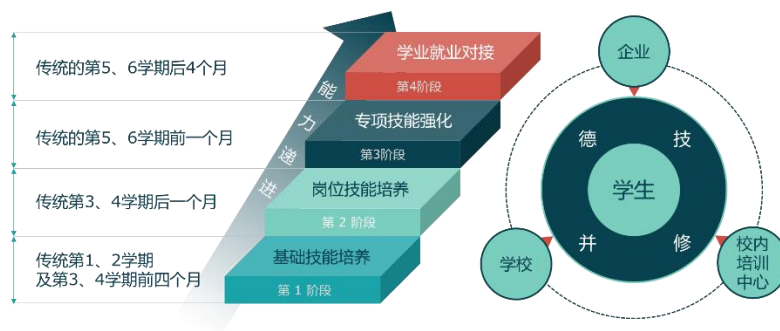 传统的第5、6学期后4个月
传统的第5、6学期前一个月
传统第3、4学期后一个月
传统第1、2学期
及第3、4学期前四个月
能力递进
学业就业对接
第4阶段
专项技能强化
第3阶段
岗位技能培养
第 2 阶段
基础技能培养
第 1 阶段
企业
德技并修
学生
学校
校内
培训
中心